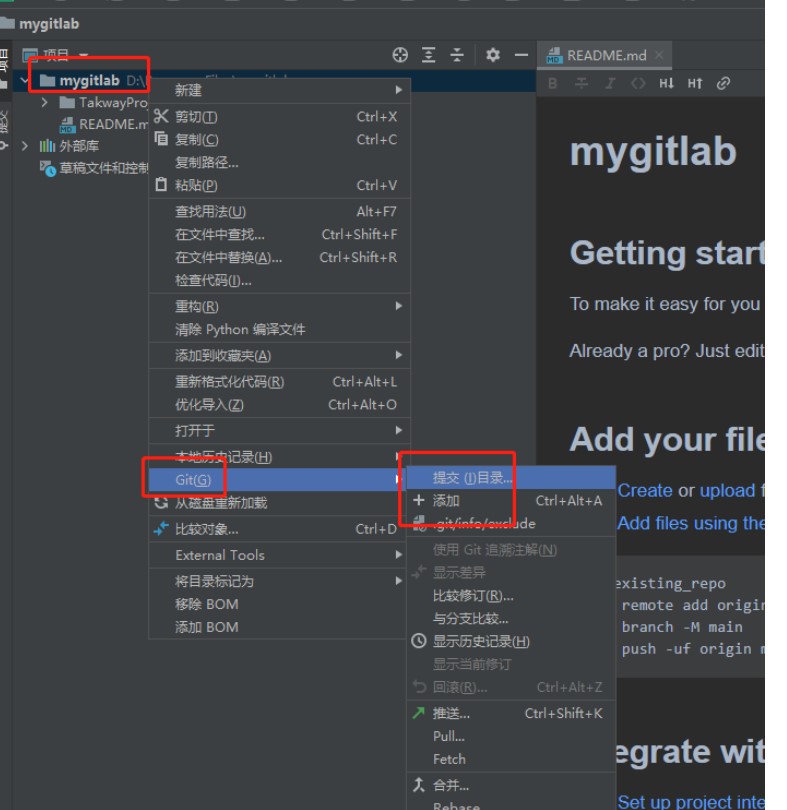 mygitlab
项目
README.md
mygitlab D:\
TakwayPro
README.m
外部库
草稿文件和控制
新建
剪切(T) Ctrl+X
复制(C) Ctrl+C
复制路径...
粘贴(P) Ctrl+V
查找用法(U) Alt+F7
在文件中查找... Ctrl+Shift+F
在文件中替换(A)... Ctrl+Shift+R
检查代码(I)...
重构(R)
清除 Python 编译文件
添加到收藏夹(A)
重新格式化代码(R) Ctrl+Alt+L
优化导入(Z) Ctrl+Alt+O
打开于
本地历史记录(H)
Git(G)
从磁盘重新加载
比较对象... Ctrl+D
External Tools
将目录标记为
移除 BOM
添加 BOM
提交 (I)目录...
添加 Ctrl+Alt+A
.git/info/exclude
使用 Git 追溯注解(N)
显示差异
比较修订(R)...
与分支比较...
显示历史记录(H)
显示当前修订
回滚(R)... Ctrl+Alt+Z
推送... Ctrl+Shift+K
Pull...
Fetch
合并...
Rebase
B I <> H↓ H↑
mygitlab
Getting start
To make it easy for you
Already a pro? Just edit
Add your file
Create or upload f
Add files using the
existing_repo
remote add origin
branch -M main
push -uf origin m
egrate wit
Set up project inte